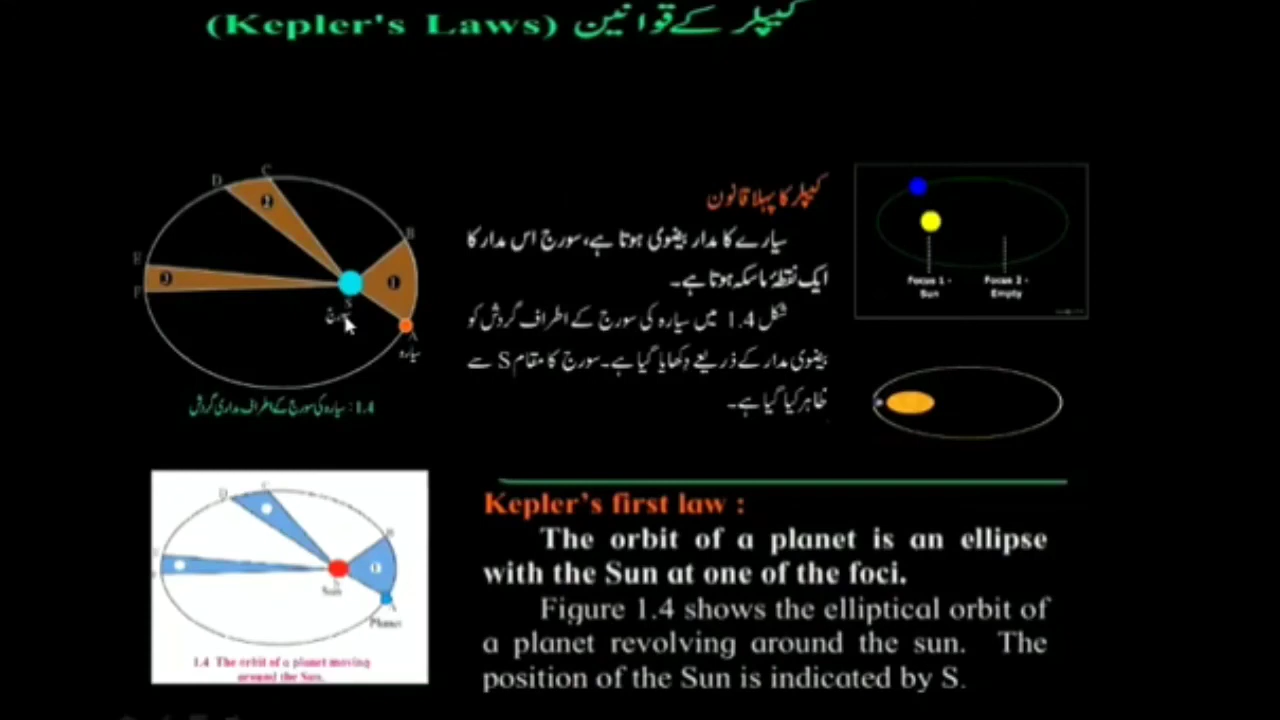 کیپلر کے قوانین (Kepler's Laws)
D
C
B
2
E
3
1
F
S
سورج
A
سیارہ
1.4 : سیارہ کی سورج کے اطراف مداری گردش
کیپلر کا پہلا قانون
سیارے کا مدار بیضوی ہوتا ہے، سورج اس مدار کا
ایک نقطۂ ماسکہ ہوتا ہے۔
شکل 1.4 میں سیارہ کی سورج کے اطراف گردش کو
بیضوی مدار کے ذریعے دکھایا گیا ہے۔ سورج کا مقام S سے
ظاہر کیا گیا ہے۔
Focus 1 -
Sun
Focus 2 -
Empty
D
C
B
1
S
Sun
A
Planet
1.4 The orbit of a planet moving
around the Sun.
Kepler's first law :
The orbit of a planet is an ellipse
with the Sun at one of the foci.
Figure 1.4 shows the elliptical orbit of
a planet revolving around the sun. The
position of the Sun is indicated by S.